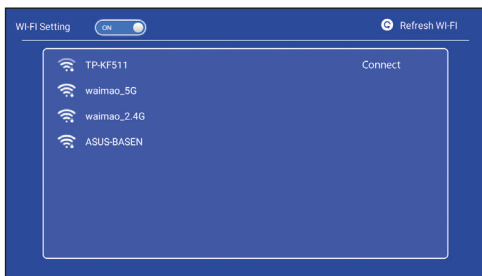 WI-FI Setting ON Refresh WI-FI
TP-KF511 Connect
waimao_5G
waimao_2.4G
ASUS-BASEN